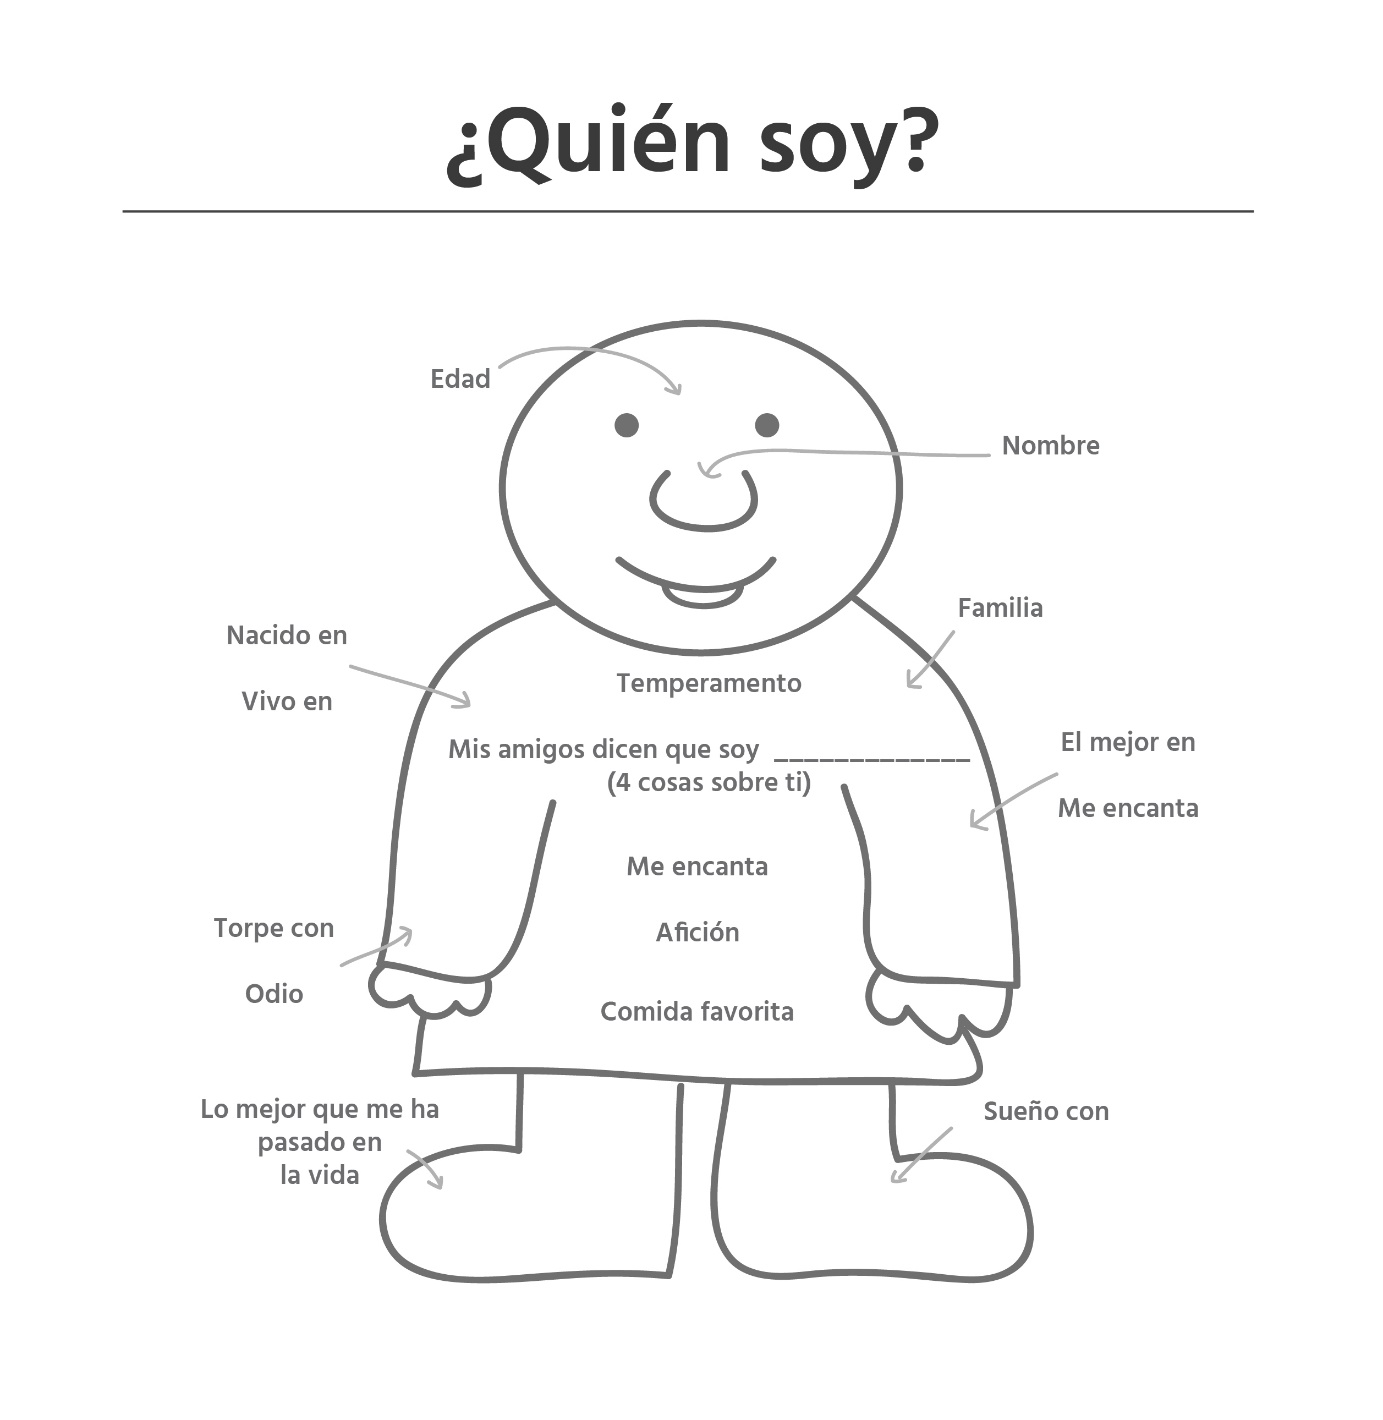 ¿Quién soy?
Edad
Nombre
Familia
Nacido en
Vivo en
Temperamento
Mis amigos dicen que soy _____________
(4 cosas sobre ti)
El mejor en
Me encanta
Me encanta
Afición
Torpe con
Odio
Comida favorita
Lo mejor que me ha
pasado en
la vida
Sueño con